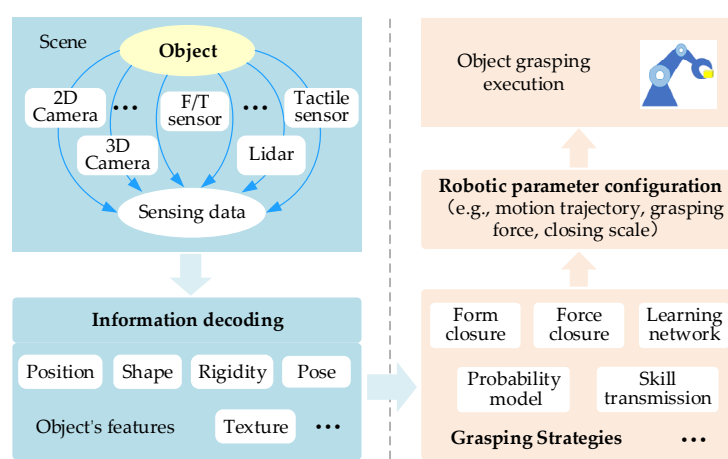 Scene
Object
2D
Camera
...
F/T
sensor
...
Tactile
sensor
3D
Camera
Lidar
Sensing data
Information decoding
Position
Shape
Rigidity
Pose
Object's features
Texture
...
Object grasping
execution
Robotic parameter configuration
（e.g., motion trajectory, grasping
force, closing scale）
Form
closure
Force
closure
Learning
network
Probability
model
Skill
transmission
Grasping Strategies
...